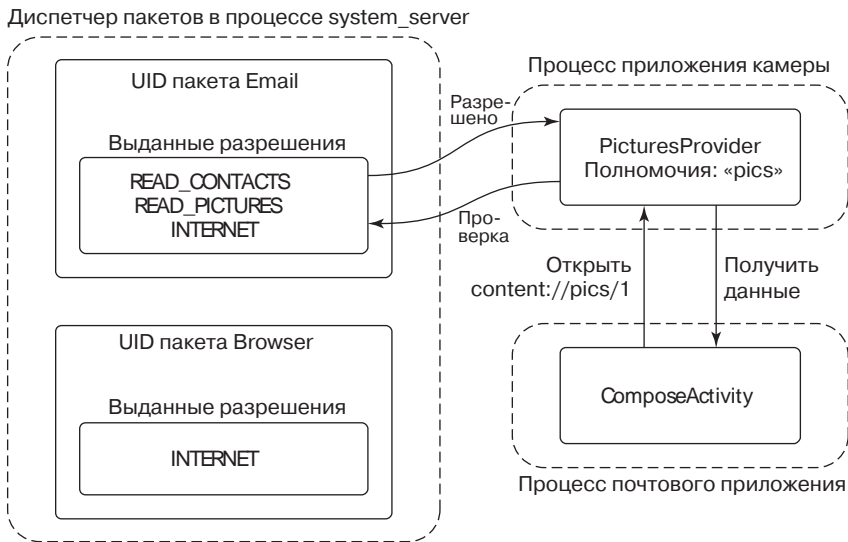 Диспетчер пакетов в процессе system_server
UID пакета Email
Выданные разрешения
READ_CONTACTS
READ_PICTURES
INTERNET
UID пакета Browser
Выданные разрешения
INTERNET
Разре-
шено
Про-
верка
Процесс приложения камеры
PicturesProvider
Полномочия: «pics»
Открыть
content://pics/1
Получить
данные
ComposeActivity
Процесс почтового приложения